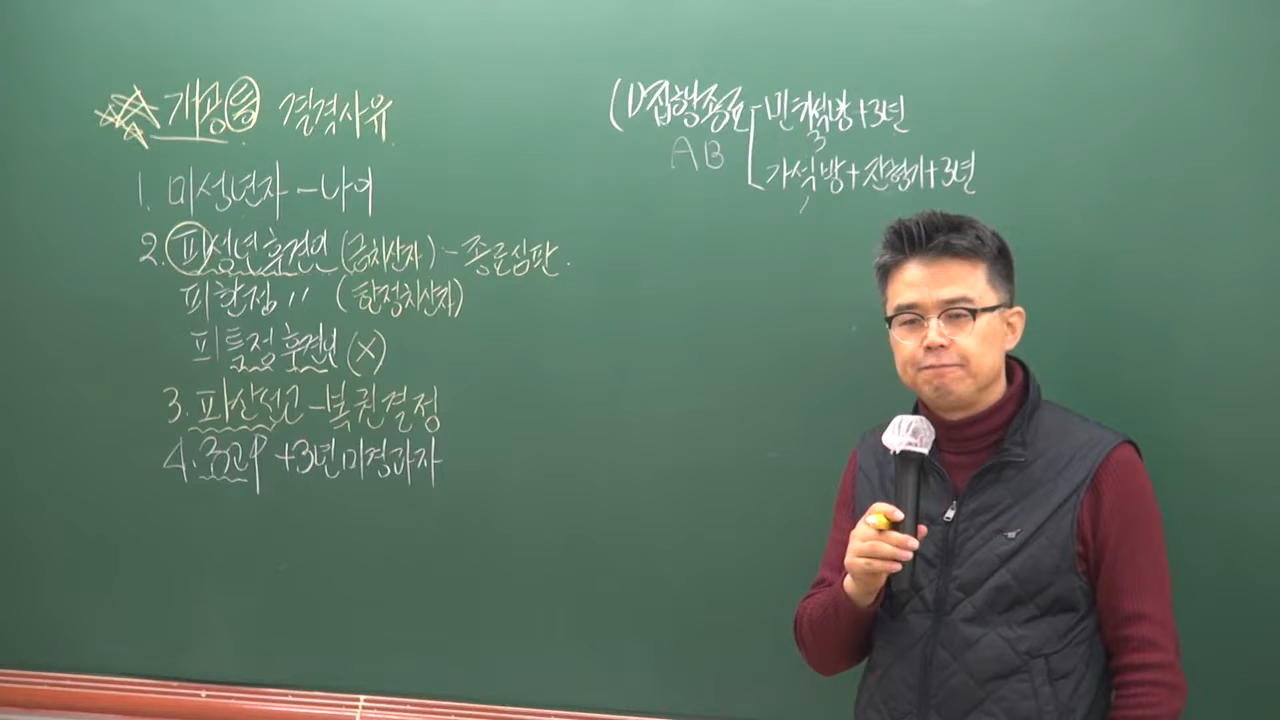 개공등 결격사유
1. 미성년자 - 나이
2. 피성년후견인 (금치산자) - 종료심판.
피한정 〃 (한정치산자)
피특정후견인 (X)
3. 파산선고 - 복권결정
4. 금고↑ +3년미경과자
(1) 집행종료 - 만기석방+3년
AB
가석방+잔형기+3년